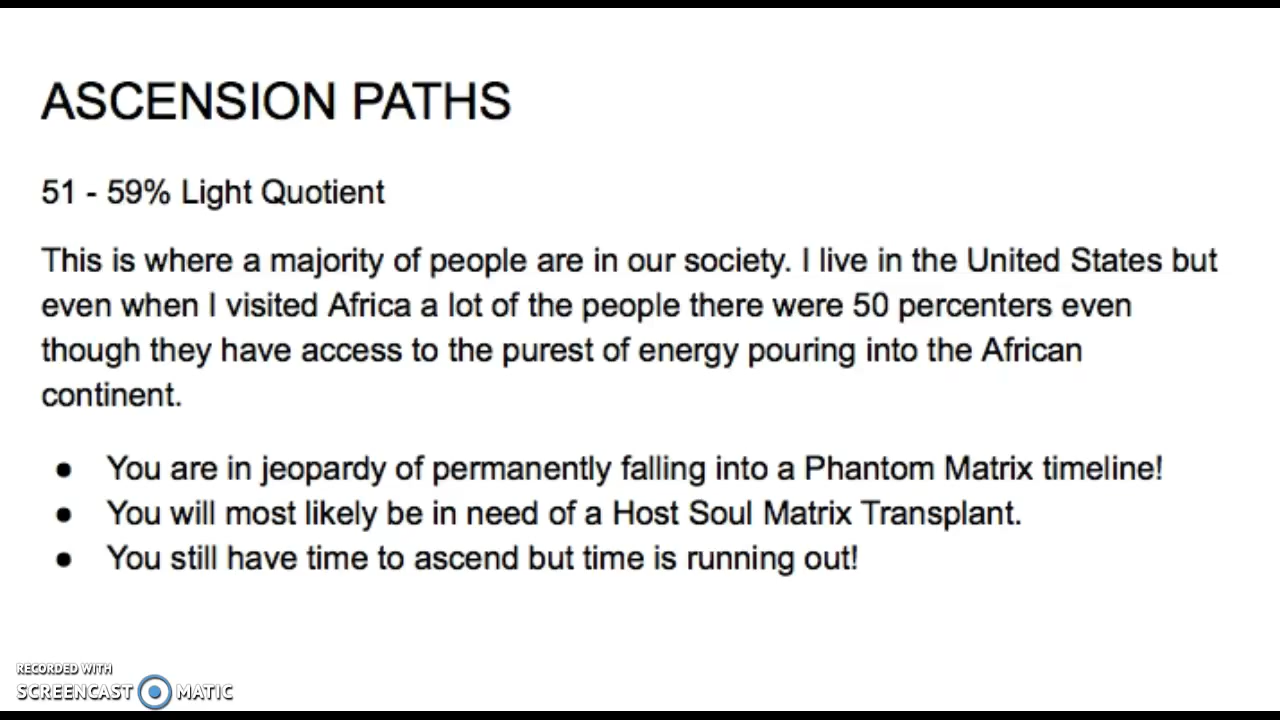 ASCENSION PATHS
51 - 59% Light Quotient
This is where a majority of people are in our society. I live in the United States but
even when I visited Africa a lot of the people there were 50 percenters even
though they have access to the purest of energy pouring into the African
continent.
● You are in jeopardy of permanently falling into a Phantom Matrix timeline!
● You will most likely be in need of a Host Soul Matrix Transplant.
● You still have time to ascend but time is running out!
RECORDED WITH
SCREENCAST MATIC